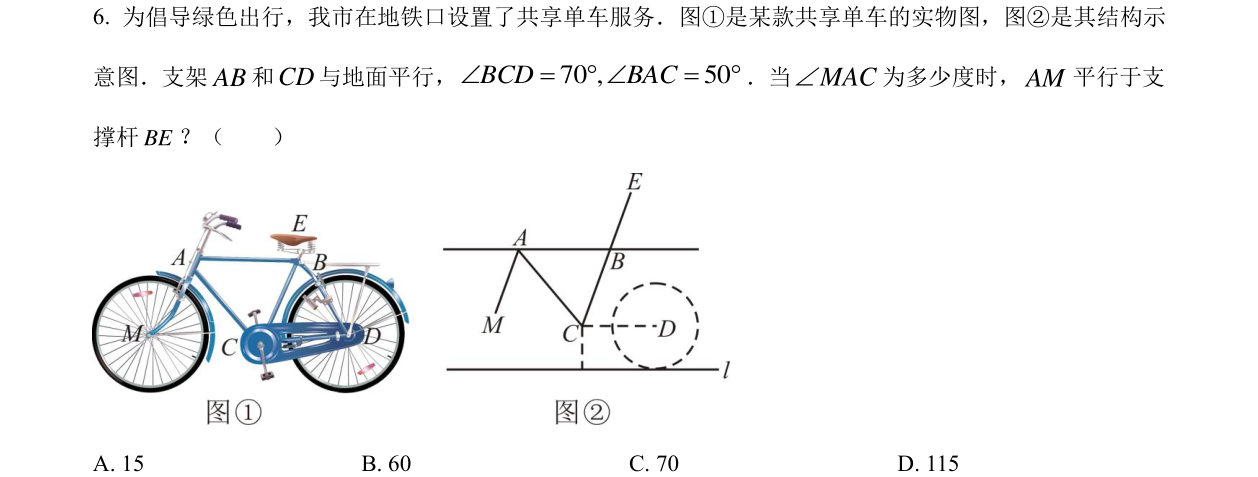 6. 为倡导绿色出行，我市在地铁口设置了共享单车服务．图①是某款共享单车的实物图，图②是其结构示
意图．支架 AB 和 CD 与地面平行，∠BCD = 70°, ∠BAC = 50°．当∠MAC 为多少度时，AM 平行于支
撑杆 BE？（　　）
E
A
B
M
C
D
图①
E
A
B
M
C
D
l
图②
A. 15 B. 60 C. 70 D. 115